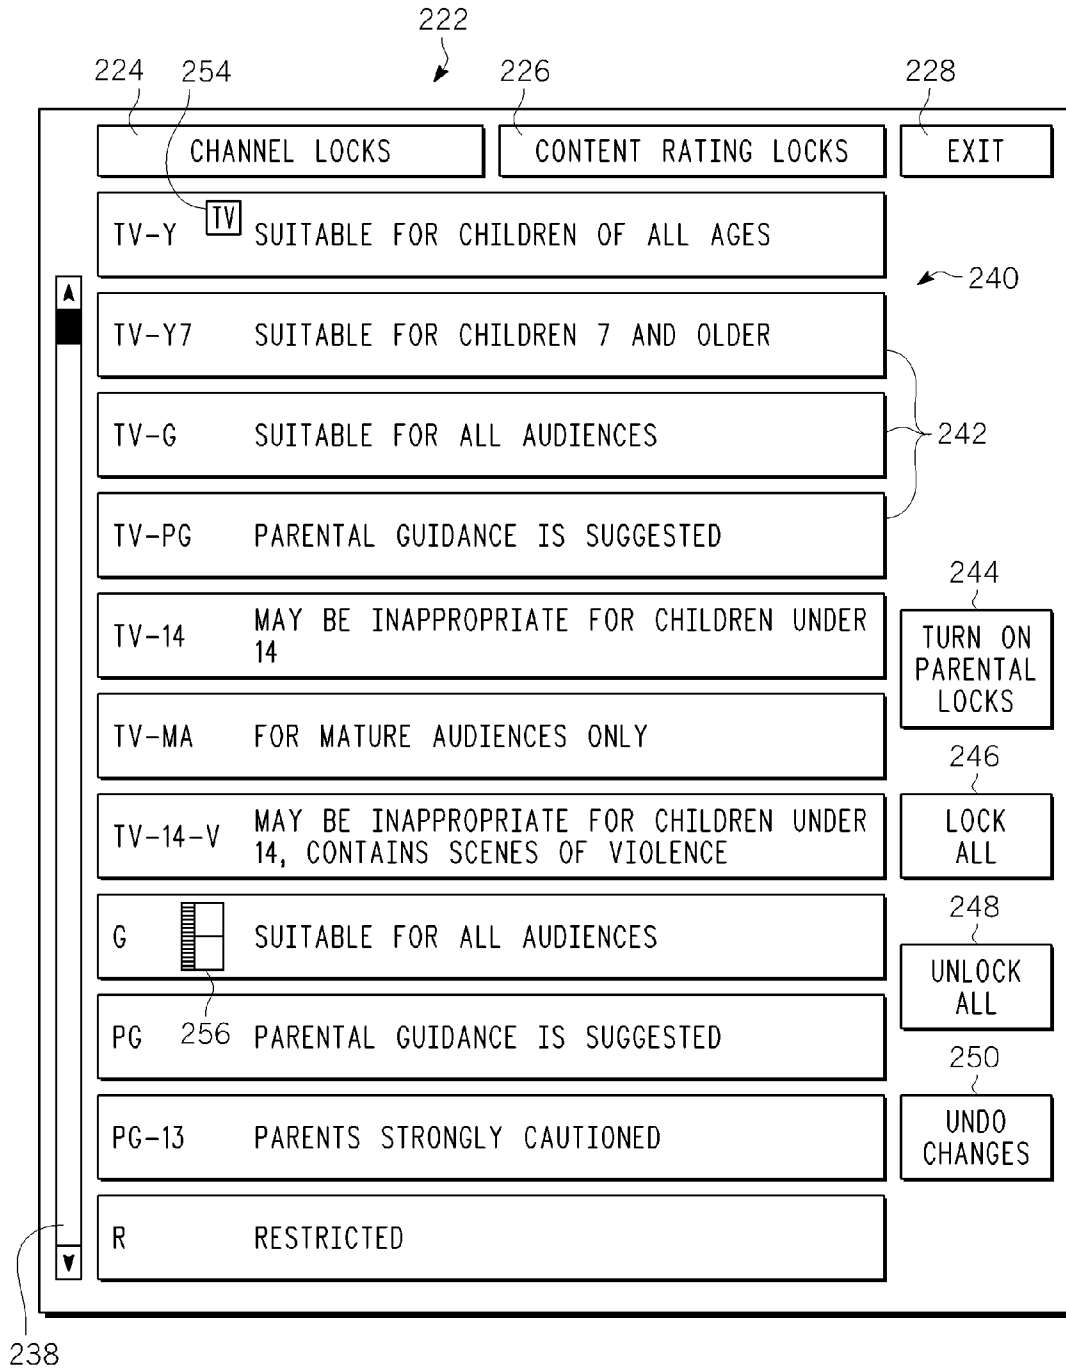 222
224
254
226
228
CHANNEL LOCKS
CONTENT RATING LOCKS
EXIT
TV-Y
TV
SUITABLE FOR CHILDREN OF ALL AGES
240
TV-Y7
SUITABLE FOR CHILDREN 7 AND OLDER
TV-G
SUITABLE FOR ALL AUDIENCES
242
TV-PG
PARENTAL GUIDANCE IS SUGGESTED
244
TV-14
MAY BE INAPPROPRIATE FOR CHILDREN UNDER
14
TURN ON
PARENTAL
LOCKS
TV-MA
FOR MATURE AUDIENCES ONLY
246
TV-14-V
MAY BE INAPPROPRIATE FOR CHILDREN UNDER
14, CONTAINS SCENES OF VIOLENCE
LOCK
ALL
G
SUITABLE FOR ALL AUDIENCES
248
UNLOCK
ALL
256
PG
PARENTAL GUIDANCE IS SUGGESTED
250
PG-13
PARENTS STRONGLY CAUTIONED
UNDO
CHANGES
R
RESTRICTED
238